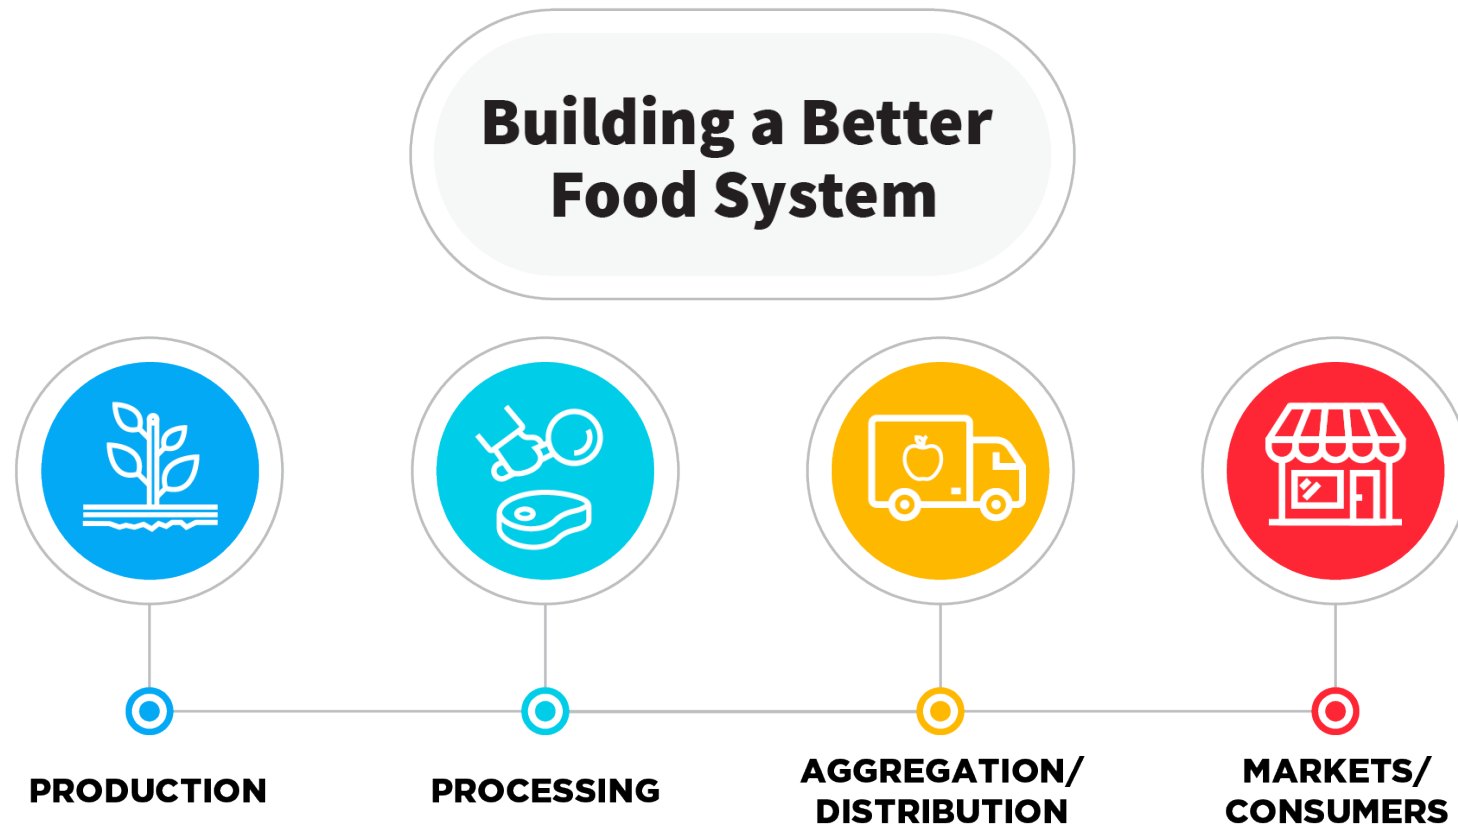 Building a Better
Food System
PRODUCTION
PROCESSING
AGGREGATION/
DISTRIBUTION
MARKETS/
CONSUMERS